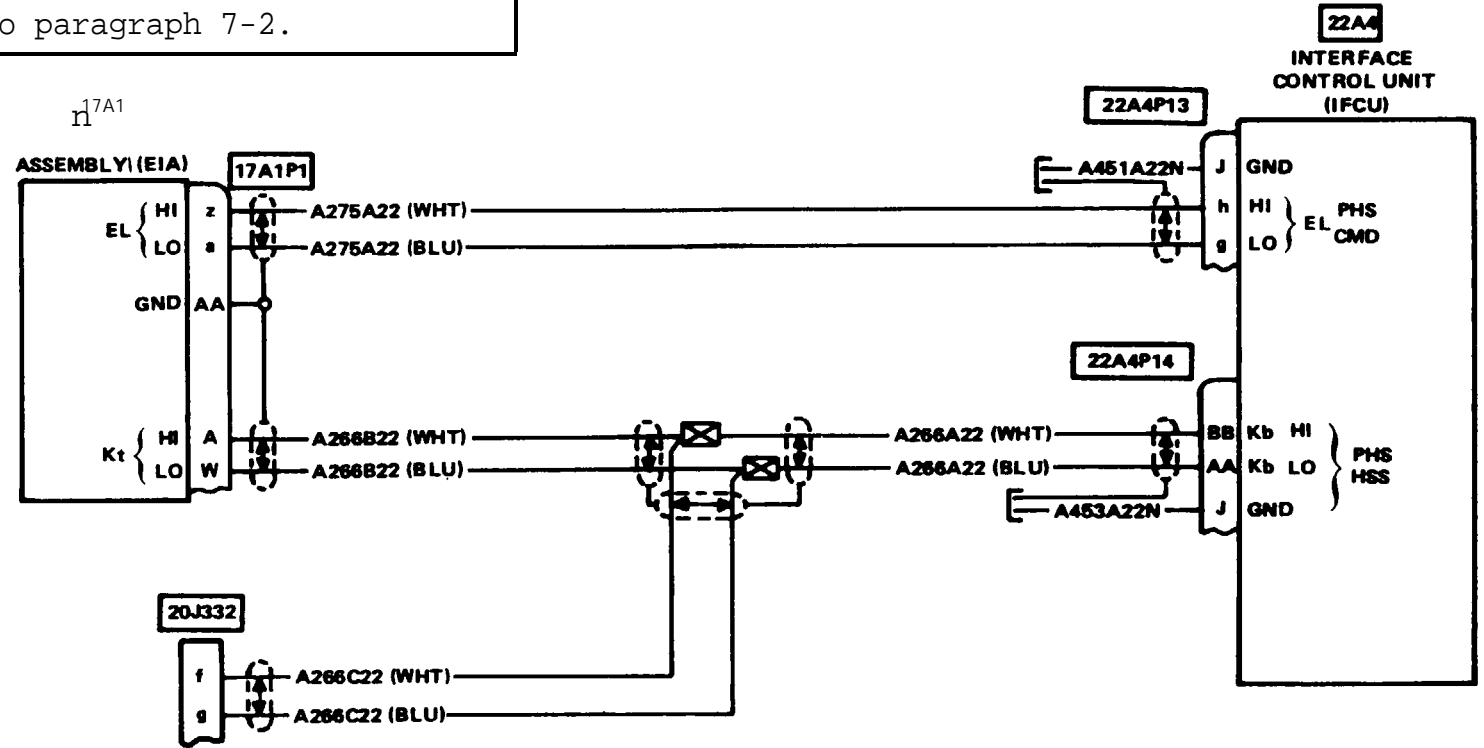 o paragraph 7-2.
22A4
INTERFACE
CONTROL UNIT
(IFCU)
n17A1
22A4P13
ASSEMBLY\(EIA)
17A1P1
A451A22N J GND
EL { HI z A275A22 (WHT) h HI } EL PHS CMD
LO a A275A22 (BLU) g LO
GND AA
22A4P14
Kt { HI A A266B22 (WHT) A266A22 (WHT) BB Kb HI } PHS HSS
LO W A266B22 (BLU) A266A22 (BLU) AA Kb LO
A453A22N J GND
20J332
f A266C22 (WHT)
g A266C22 (BLU)